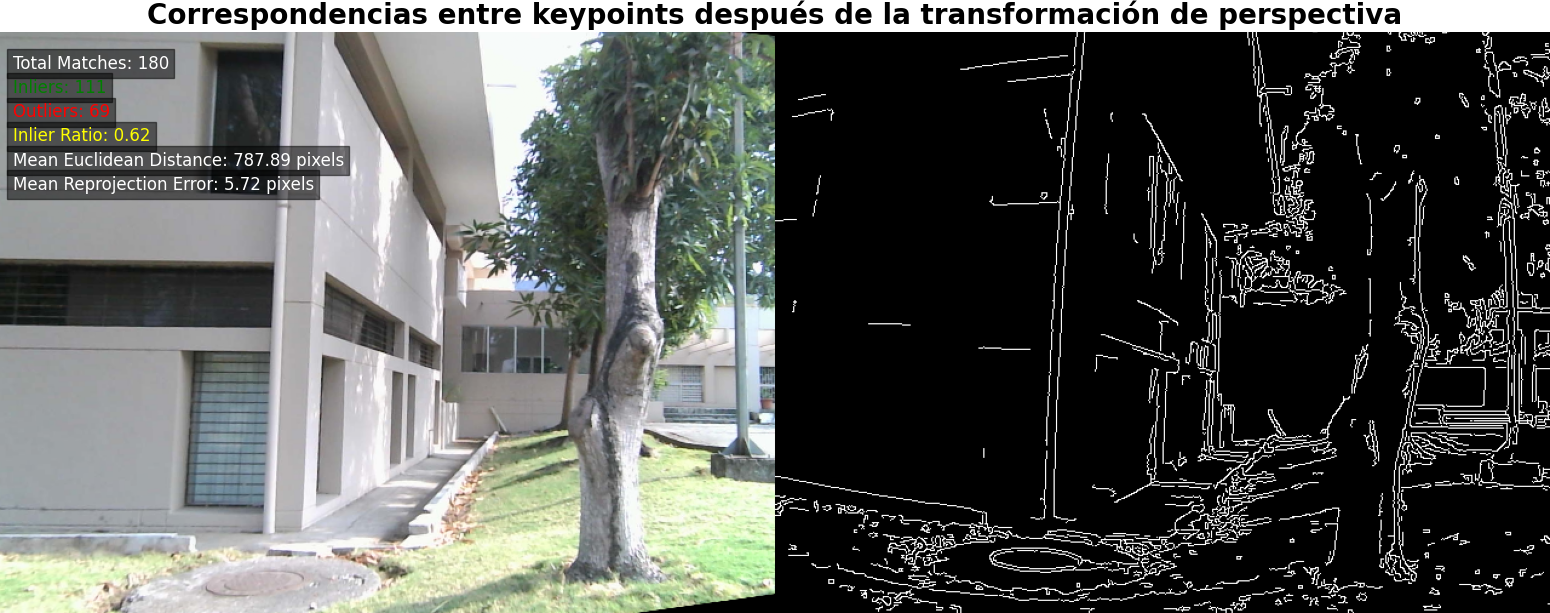 Correspondencias entre keypoints después de la transformación de perspectiva
Total Matches: 180
Inliers: 111
Outliers: 69
Inlier Ratio: 0.62
Mean Euclidean Distance: 787.89 pixels
Mean Reprojection Error: 5.72 pixels